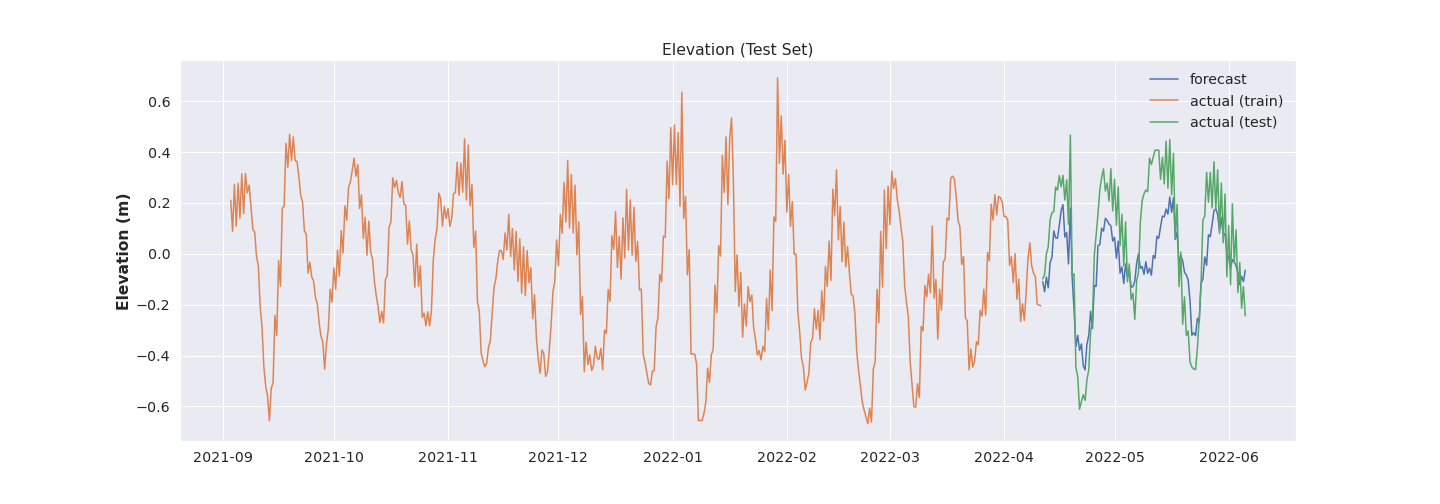 Elevation (Test Set)
forecast
actual (train)
actual (test)
Elevation (m)
0.6
0.4
0.2
0.0
−0.2
−0.4
−0.6
2021-09 2021-10 2021-11 2021-12 2022-01 2022-02 2022-03 2022-04 2022-05 2022-06